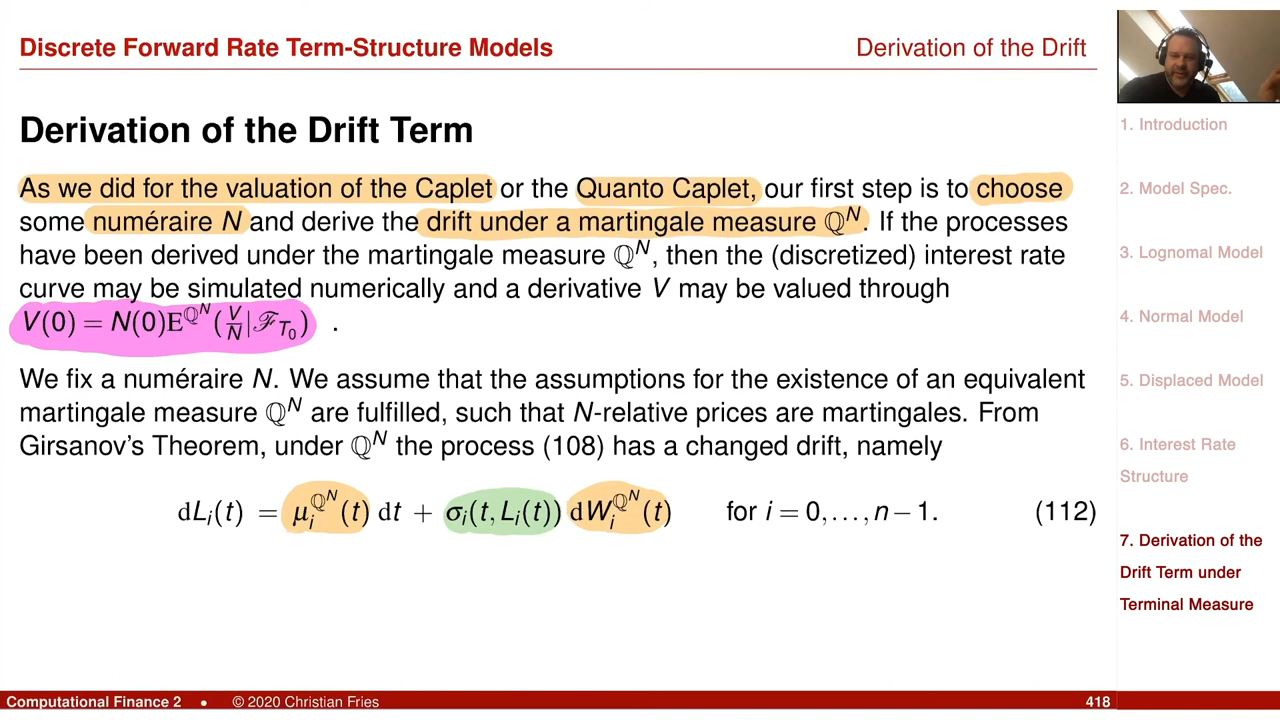 Discrete Forward Rate Term-Structure Models
Derivation of the Drift
Derivation of the Drift Term
As we did for the valuation of the Caplet or the Quanto Caplet, our first step is to choose
some numéraire N and derive the drift under a martingale measure ℚ^N. If the processes
have been derived under the martingale measure ℚ^N, then the (discretized) interest rate
curve may be simulated numerically and a derivative V may be valued through
V(0) = N(0)E^{ℚ^N}(V/N|ℱ_{T_0}) .
We fix a numéraire N. We assume that the assumptions for the existence of an equivalent
martingale measure ℚ^N are fulfilled, such that N-relative prices are martingales. From
Girsanov's Theorem, under ℚ^N the process (108) has a changed drift, namely
dL_i(t) = μ_i^{ℚ^N}(t) dt + σ_i(t, L_i(t)) dW_i^{ℚ^N}(t) for i = 0, …, n − 1. (112)
1. Introduction
2. Model Spec.
3. Lognomal Model
4. Normal Model
5. Displaced Model
6. Interest Rate
Structure
7. Derivation of the
Drift Term under
Terminal Measure
Computational Finance 2 • © 2020 Christian Fries
418